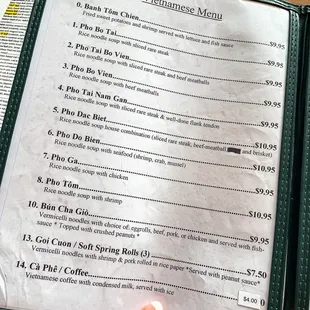 Vietnamese Menu
0. Banh Tôm Chien $9.95
Fried sweet potatoes and shrimp served with lettuce and fish sauce
1. Pho Bo Tai $9.95
Rice noodle soup with sliced rare steak
2. Pho Tai Bo Vien $9.95
Rice noodle soup with sliced rare steak and beef meatballs
3. Pho Bo Vien $9.95
Rice noodle soup with beef meatballs
4. Pho Tai Nam Gan $9.95
Rice noodle soup with sliced rare steak & well-done flank tendon
5. Pho Dac Biet $10.95
Rice noodle soup house combination (sliced rare steak, beef meatball and brisket)
6. Pho Dò Bien $10.95
Rice noodle soup with seafood (shrimp, crab, mussel)
7. Pho Ga $9.95
Rice noodle soup with chicken
8. Pho Tôm $10.95
Rice noodle soup with shrimp
10. Bún Cha Giò $9.95
Vermicelli noodles with choice of: eggrolls, beef, pork, or chicken and served with fish-
sauce * Topped with crushed peanuts *
13. Goi Cuon / Soft Spring Rolls (3) $7.50
Vermicelli noodles with shrimp & pork rolled in rice paper *Served with peanut sauce*
14. Cà Phê / Coffee $4.00 0
Vietnamese coffee with condensed milk, served with ice